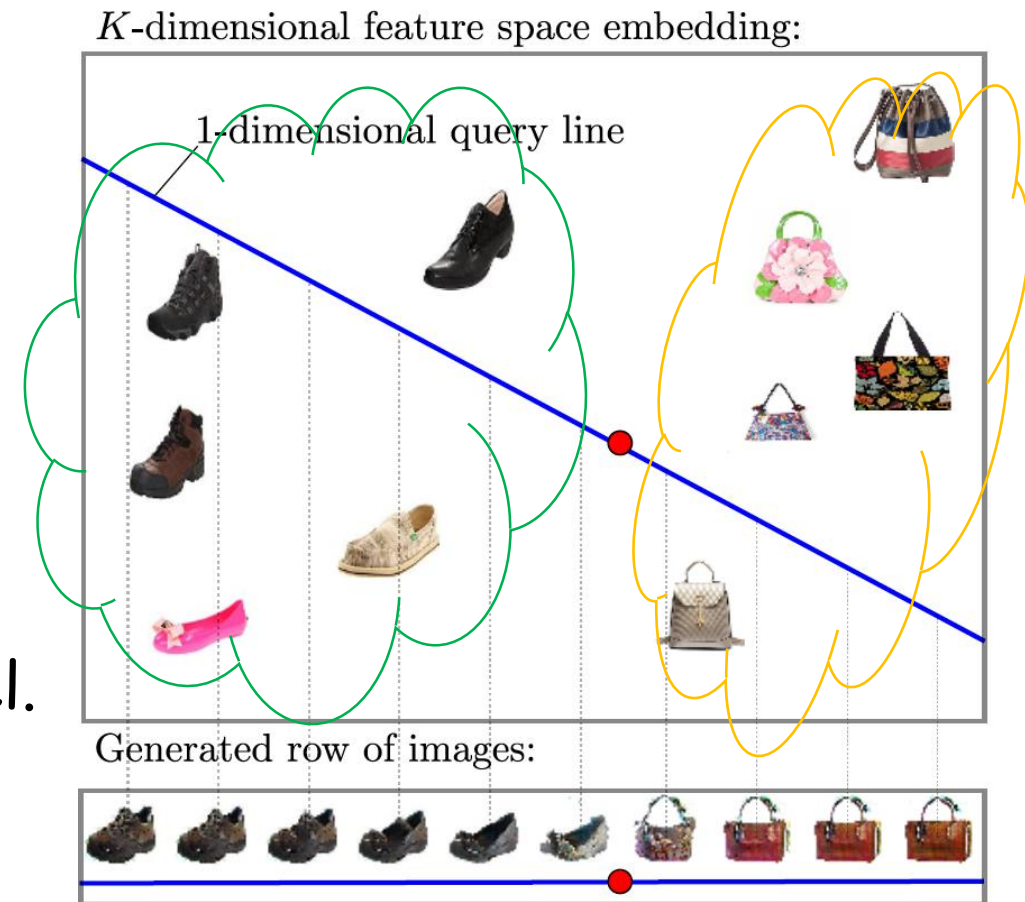 K-dimensional feature space embedding:
1-dimensional query line
l.
Generated row of images: